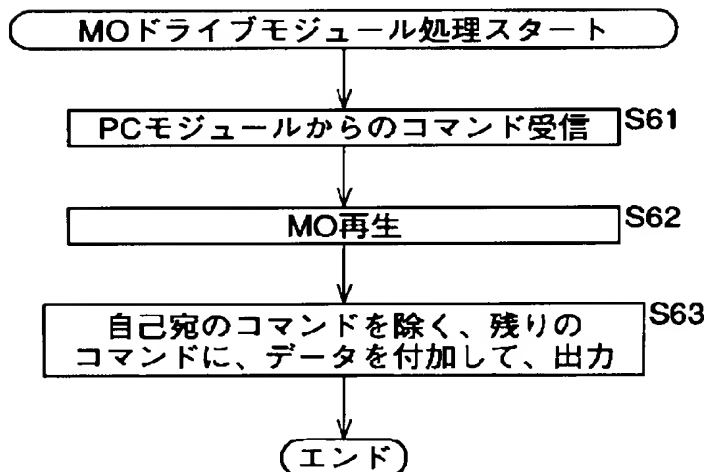 MOドライブモジュール処理スタート
PCモジュールからのコマンド受信
S61
MO再生
S62
自己宛のコマンドを除く、残りの
コマンドに、データを付加して、出力
S63
エンド